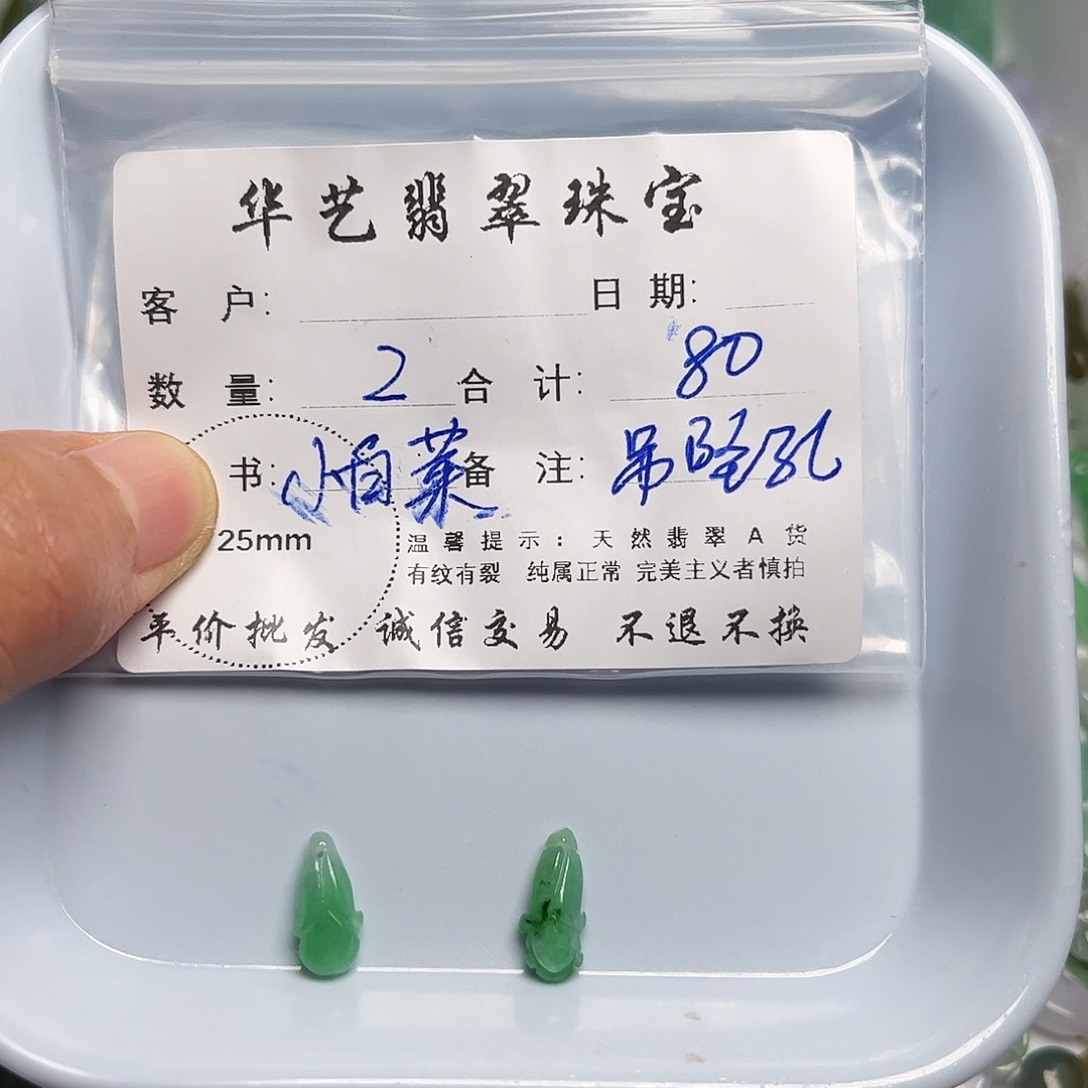 华艺翡翠珠宝
客 户: 日 期:
数 量: 2 合 计: 80
书: 小白菜 备 注: 吊坠孔
25mm 温馨提示: 天然翡翠A货
有纹有裂 纯属正常 完美主义者慎拍
平价批发 诚信交易 不退不换